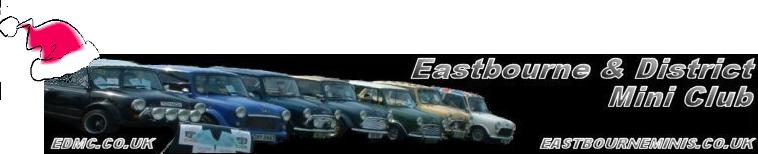 Eastbourne & District
Mini Club
EDMC.CO.UK
EASTBOURNEMINIS.CO.UK